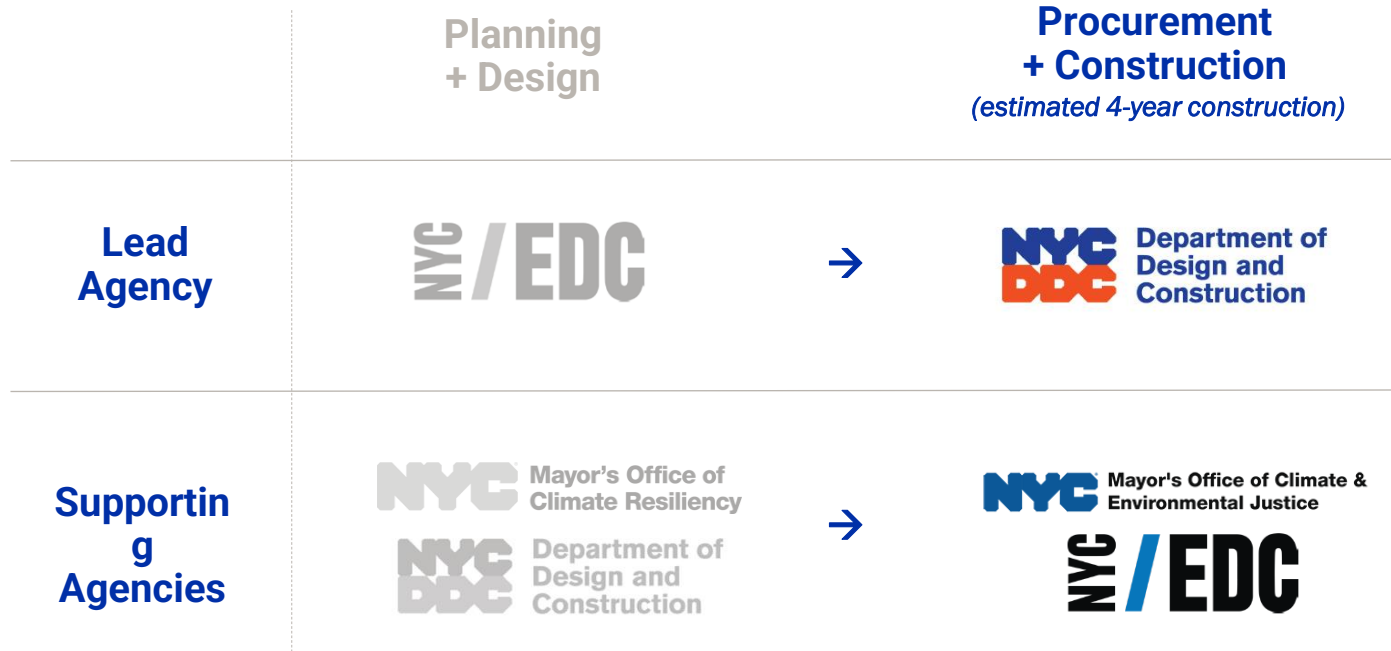 Planning
+ Design
Procurement
+ Construction
(estimated 4-year construction)
Lead
Agency
NYC / EDC
→
NYC
DDC
Department of
Design and
Construction
Supportin
g
Agencies
NYC
Mayor's Office of
Climate Resiliency
NYC
DDC
Department of
Design and
Construction
→
NYC
Mayor's Office of Climate &
Environmental Justice
NYC / EDC